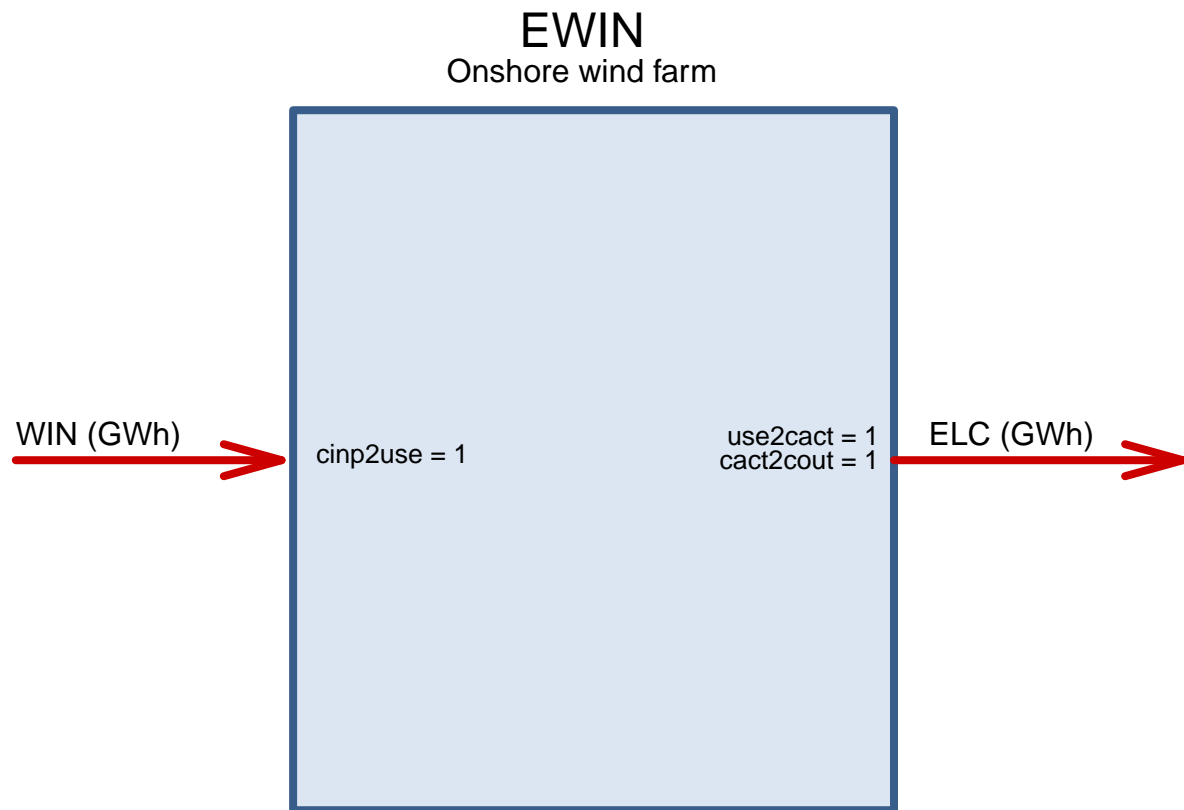 EWIN
Onshore wind farm
WIN (GWh)
cinp2use = 1
use2cact = 1
cact2cout = 1
ELC (GWh)